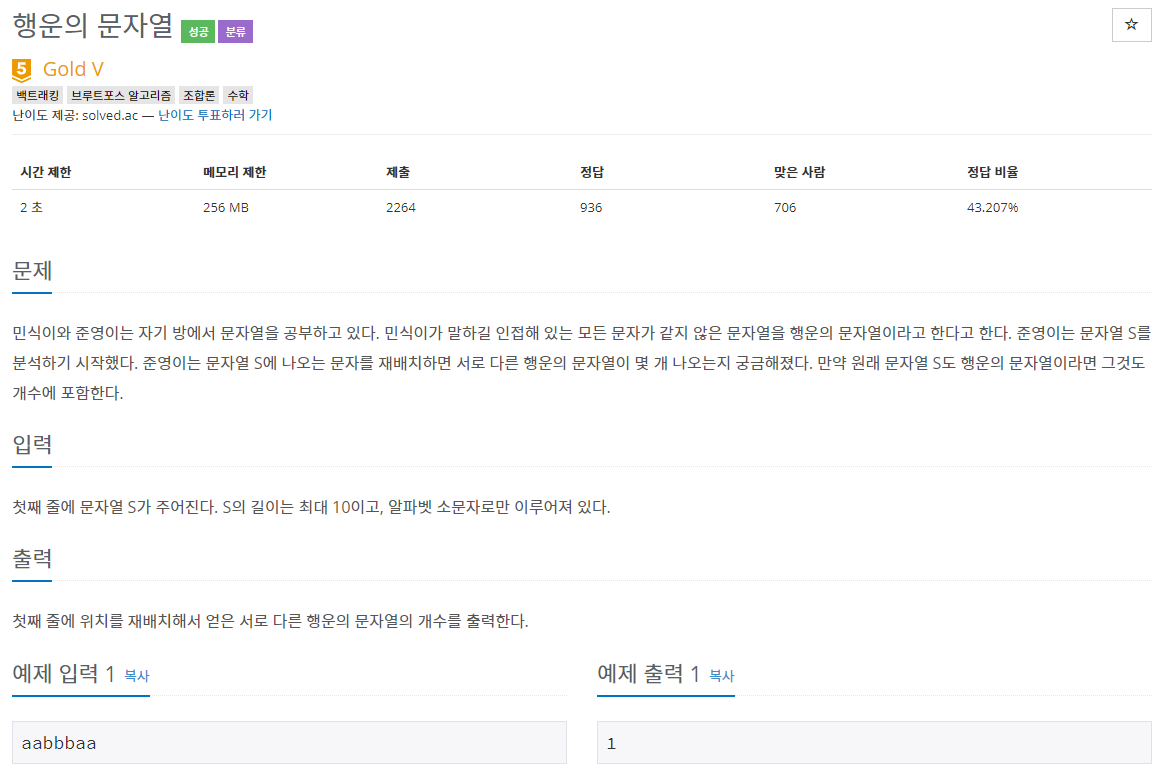 행운의 문자열 성공 분류
☆
5 Gold V
백트래킹 브루트포스 알고리즘 조합론 수학
난이도 제공: solved.ac — 난이도 투표하러 가기
시간 제한 메모리 제한 제출 정답 맞은 사람 정답 비율
2 초 256 MB 2264 936 706 43.207%
문제
민식이와 준영이는 자기 방에서 문자열을 공부하고 있다. 민식이가 말하길 인접해 있는 모든 문자가 같지 않은 문자열을 행운의 문자열이라고 한다고 한다. 준영이는 문자열 S를
분석하기 시작했다. 준영이는 문자열 S에 나오는 문자를 재배치하면 서로 다른 행운의 문자열이 몇 개 나오는지 궁금해졌다. 만약 원래 문자열 S도 행운의 문자열이라면 그것도
개수에 포함한다.
입력
첫째 줄에 문자열 S가 주어진다. S의 길이는 최대 10이고, 알파벳 소문자로만 이루어져 있다.
출력
첫째 줄에 위치를 재배치해서 얻은 서로 다른 행운의 문자열의 개수를 출력한다.
예제 입력 1 복사
aabbbaa
예제 출력 1 복사
1